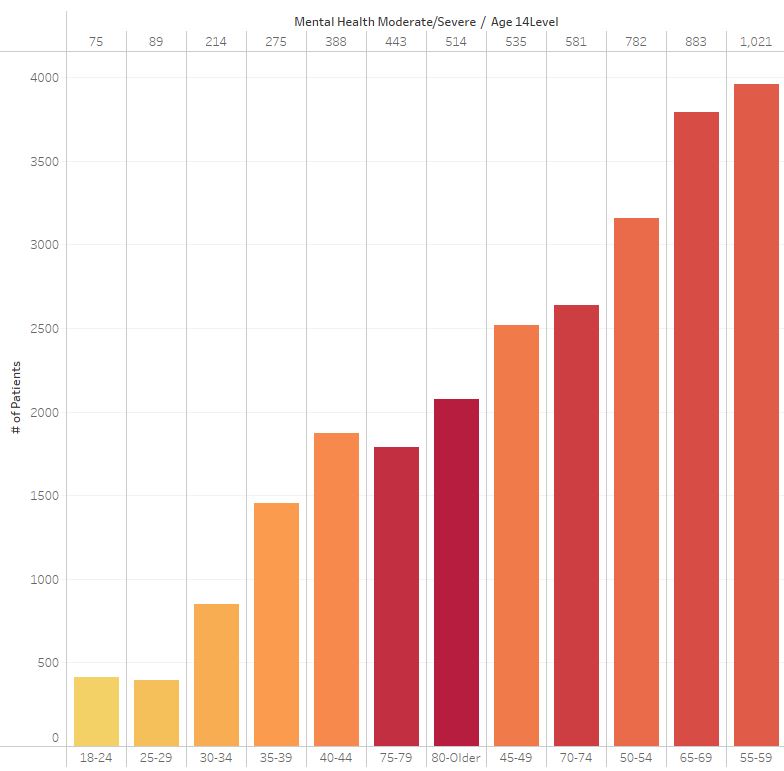 Mental Health Moderate/Severe / Age 14Level
75 89 214 275 388 443 514 535 581 782 883 1,021
4000
3500
3000
2500
2000
1500
1000
500
0
# of Patients
18-24 25-29 30-34 35-39 40-44 75-79 80-Older 45-49 70-74 50-54 65-69 55-59